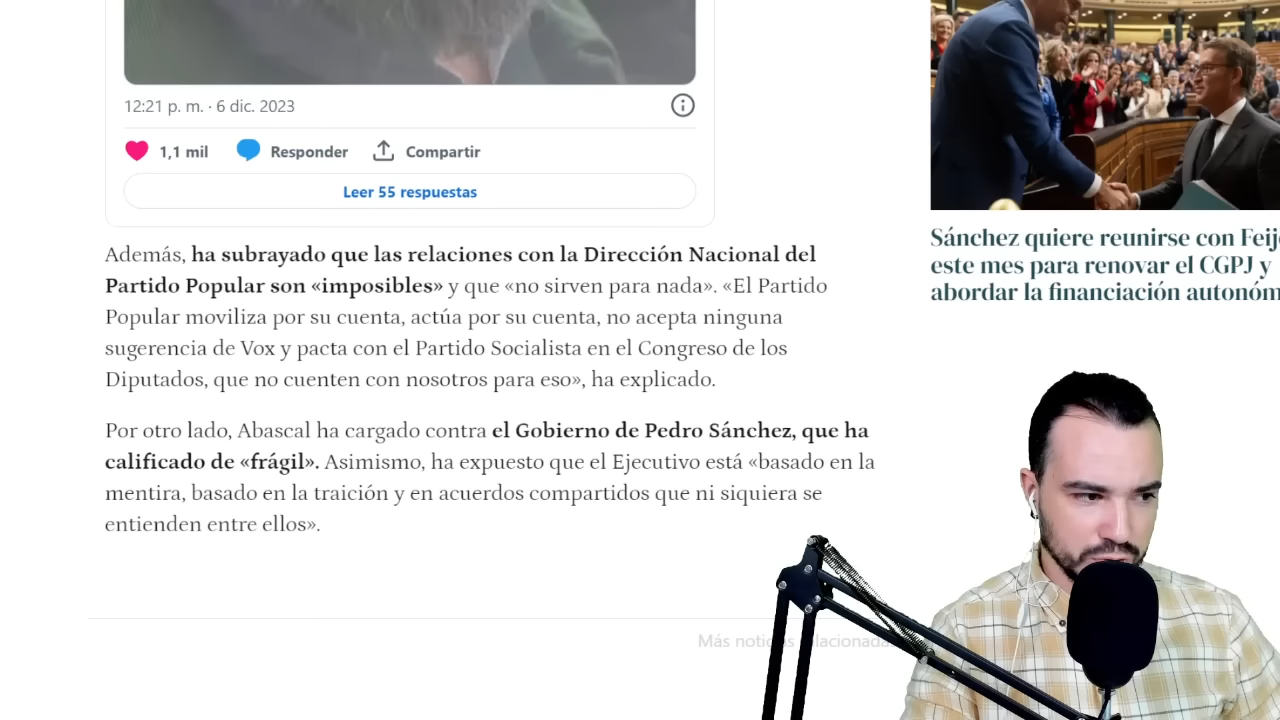 12:21 p. m. · 6 dic. 2023
1,1 mil Responder Compartir
Leer 55 respuestas
Además, ha subrayado que las relaciones con la Dirección Nacional del
Partido Popular son «imposibles» y que «no sirven para nada». «El Partido
Popular moviliza por su cuenta, actúa por su cuenta, no acepta ninguna
sugerencia de Vox y pacta con el Partido Socialista en el Congreso de los
Diputados, que no cuenten con nosotros para eso», ha explicado.
Por otro lado, Abascal ha cargado contra el Gobierno de Pedro Sánchez, que ha
calificado de «frágil». Asimismo, ha expuesto que el Ejecutivo está «basado en la
mentira, basado en la traición y en acuerdos compartidos que ni siquiera se
entienden entre ellos».
Sánchez quiere reunirse con Feij
este mes para renovar el CGPJ y
abordar la financiación autonóm
Más